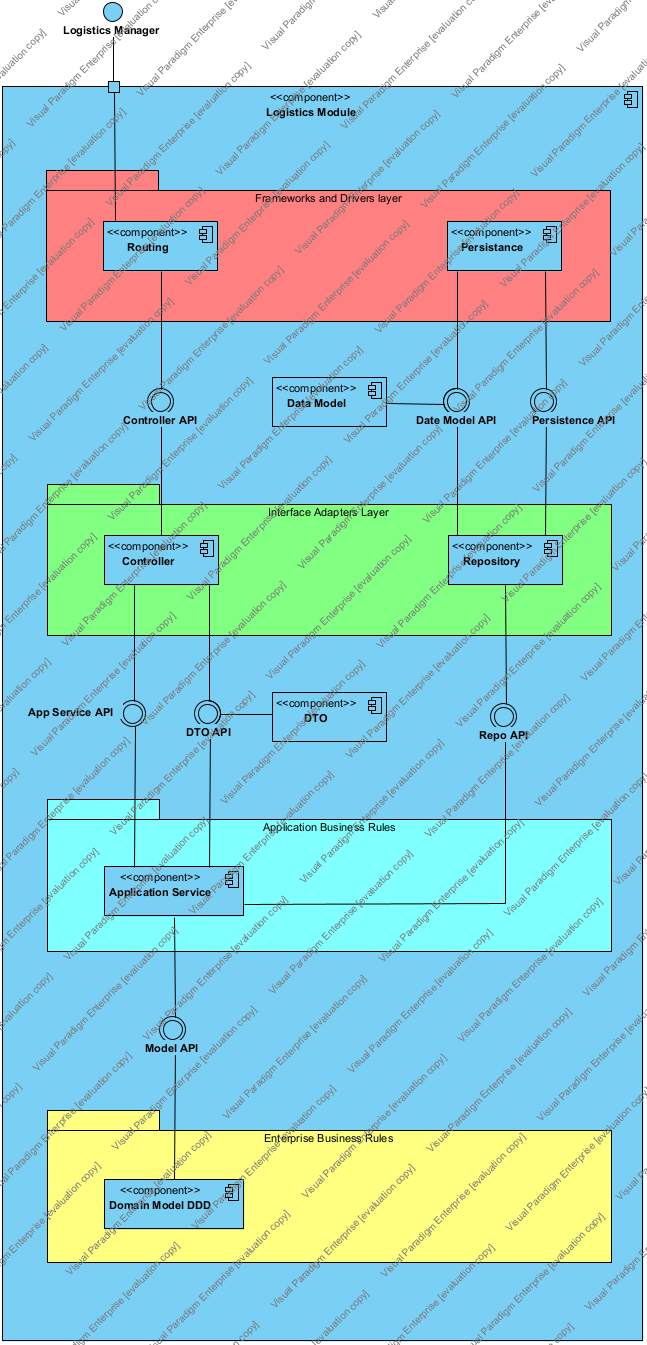 Logistics Manager
<<component>>
Logistics Module
Frameworks and Drivers layer
<<component>>
Routing
<<component>>
Persistance
<<component>>
Data Model
Controller API
Date Model API
Persistence API
Interface Adapters Layer
<<component>>
Controller
<<component>>
Repository
App Service API
<<component>>
DTO
DTO API
Repo API
Application Business Rules
<<component>>
Application Service
Model API
Enterprise Business Rules
<<component>>
Domain Model DDD
Visual Paradigm Enterprise [evaluation copy]